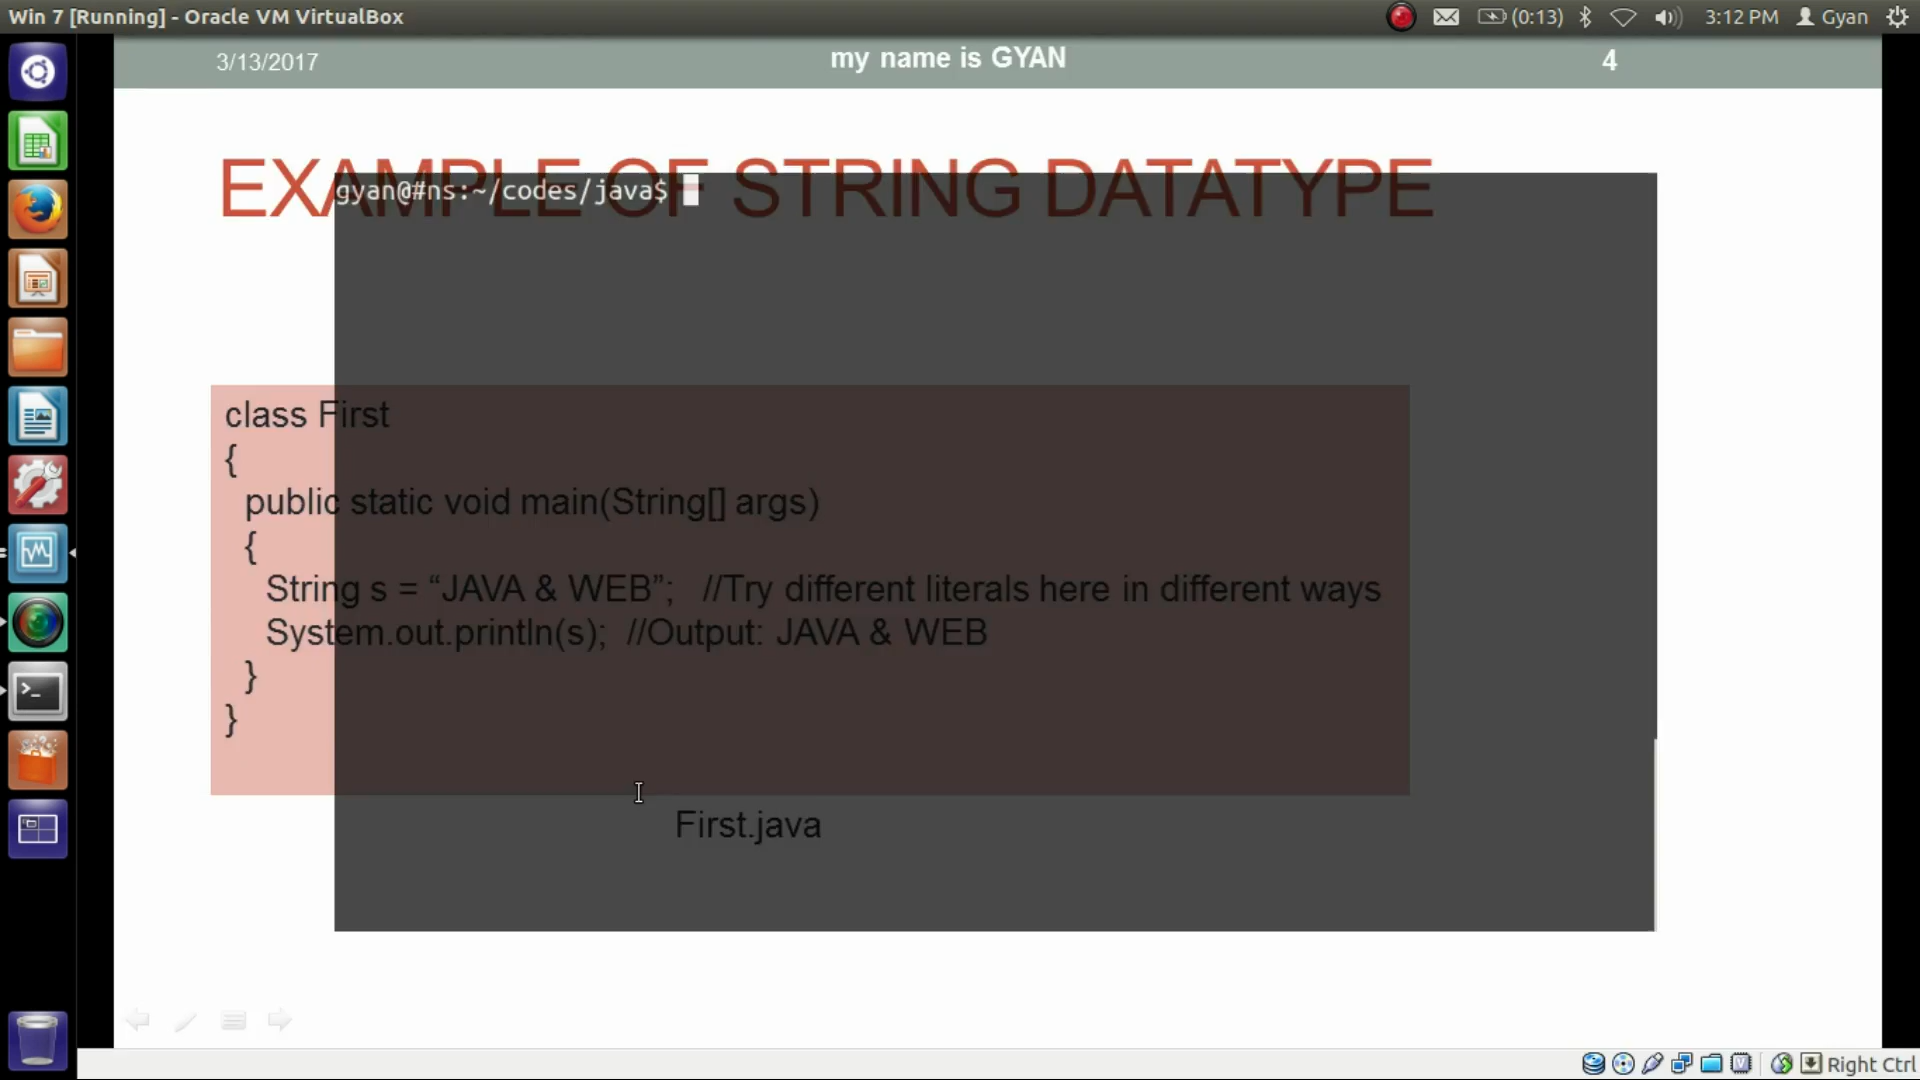 Win 7 [Running] - Oracle VM VirtualBox
(0:13)
3:12 PM
Gyan
3/13/2017
my name is GYAN
4
EXAMPLE OF STRING DATATYPE
gyan@#ns:~/codes/java$
class First
{
public static void main(String[] args)
{
String s = “JAVA & WEB”; //Try different literals here in different ways
System.out.println(s); //Output: JAVA & WEB
}
}
First.java
Right Ctrl